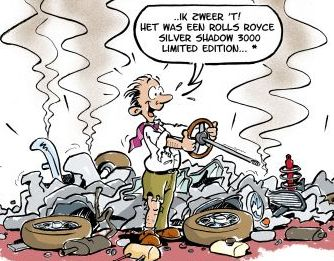 ..IK ZWEER 'T!
HET WAS EEN ROLLS ROYCE
SILVER SHADOW 3000
LIMITED EDITION... *